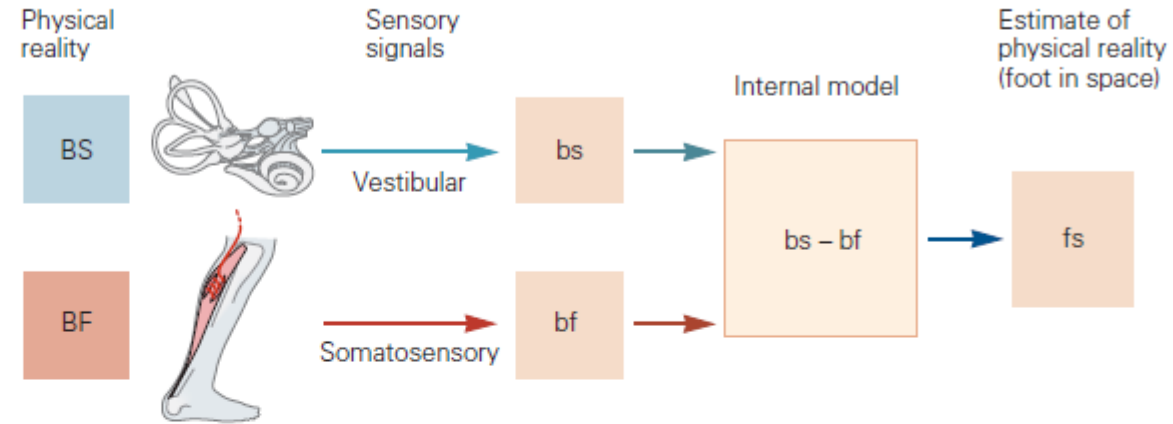 Physical
reality
Sensory
signals
Estimate of
physical reality
(foot in space)
Internal model
BS
Vestibular
bs
bs – bf
fs
BF
Somatosensory
bf